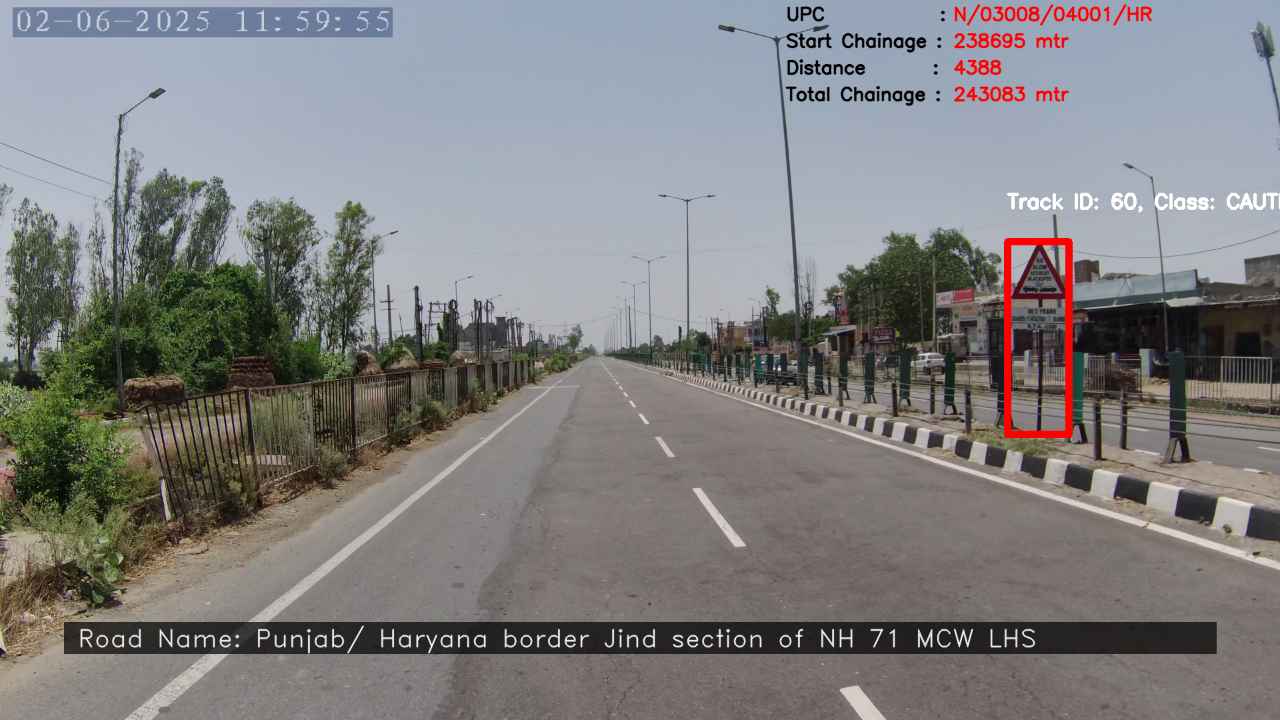 02-06-2025 11:59:55
UPC : N/03008/04001/HR
Start Chainage : 238695 mtr
Distance : 4388
Total Chainage : 243083 mtr
Track ID: 60, Class: CAUTI
Road Name: Punjab/ Haryana border Jind section of NH 71 MCW LHS